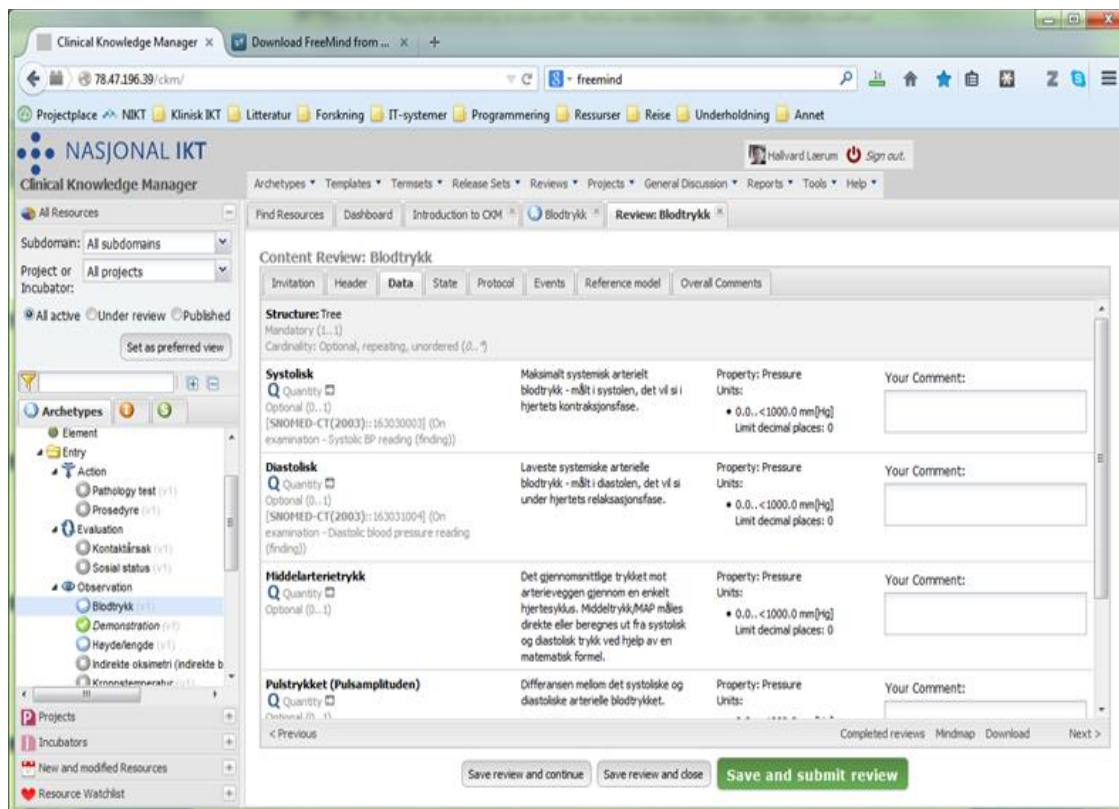 Clinical Knowledge Manager ×
Download FreeMind from ... × +
78.47.196.39/ckm/
8 - freemind
Projectplace NIKT Klinisk IKT Litteratur Forskning IT-systemer Programmering Ressurser Reise Underholdning Annet
NASJONAL IKT
Hallvard Lærum Sign out.
Clinical Knowledge Manager
Archetypes Templates Termsets Release Sets Reviews Projects General Discussion Reports Tools Help
All Resources
Find Resources Dashboard Introduction to CKM Blodtrykk Review: Blodtrykk
Subdomain: All subdomains
Project or Incubator: All projects
All active Under review Published
Set as preferred view
Archetypes
Element
Entry
Action
Pathology test (v1)
Prosedyre (v1)
Evaluation
Kontaktårsak (v1)
Sosial status (v1)
Observation
Blodtrykk (v1)
Demonstration (v1)
Høyde/lengde (v1)
Indirekte oksimetri (indirekte b
Kroppstemperatur (v1)
Projects
Incubators
New and modified Resources
Resource Watchlist
Content Review: Blodtrykk
Invitation Header Data State Protocol Events Reference model Overall Comments
Structure: Tree
Mandatory (1..1)
Cardinality: Optional, repeating, unordered (0..*)
Systolisk
Q Quantity
Optional (0..1)
[SNOMED-CT(2003)::163030003] (On
examination - Systolic BP reading (finding))
Maksimalt systemisk arterielt
blodtrykk - målt i systolen, det vil si i
hjertets kontraksjonsfase.
Property: Pressure
Units:
• 0.0..<1000.0 mm[Hg]
Limit decimal places: 0
Your Comment:
Diastolisk
Q Quantity
Optional (0..1)
[SNOMED-CT(2003)::163031004] (On
examination - Diastolic blood pressure reading
(finding))
Laveste systemiske arterielle
blodtrykk - målt i diastolen, det vil si
under hjertets relaksasjonsfase.
Property: Pressure
Units:
• 0.0..<1000.0 mm[Hg]
Limit decimal places: 0
Your Comment:
Middelarterietrykk
Q Quantity
Optional (0..1)
Det gjennomsnittlige trykket mot
arterieveggen gjennom en enkelt
hjertesyklus. Middeltrykk/MAP måles
direkte eller beregnes ut fra systolisk
og diastolisk trykk ved hjelp av en
matematisk formel.
Property: Pressure
Units:
• 0.0..<1000.0 mm[Hg]
Limit decimal places: 0
Your Comment:
Pulstrykket (Pulsamplituden)
Q Quantity
Optional (0..1)
Differansen mellom det systoliske og
diastoliske arterielle blodtrykket.
Property: Pressure
Units:
Your Comment:
< Previous Completed reviews Mindmap Download Next >
Save review and continue Save review and close Save and submit review